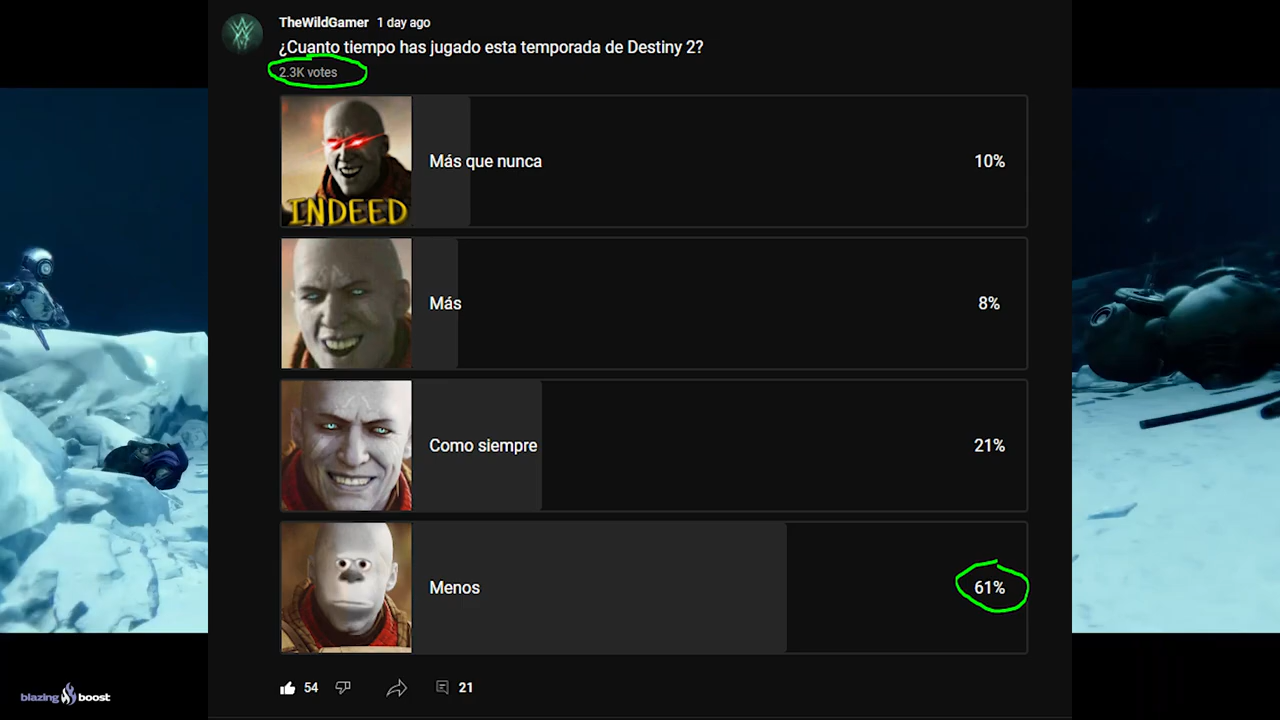 TheWildGamer 1 day ago
¿Cuanto tiempo has jugado esta temporada de Destiny 2?
2.3K votes
INDEED
Más que nunca 10%
Más 8%
Como siempre 21%
Menos 61%
54 21
blazing boost